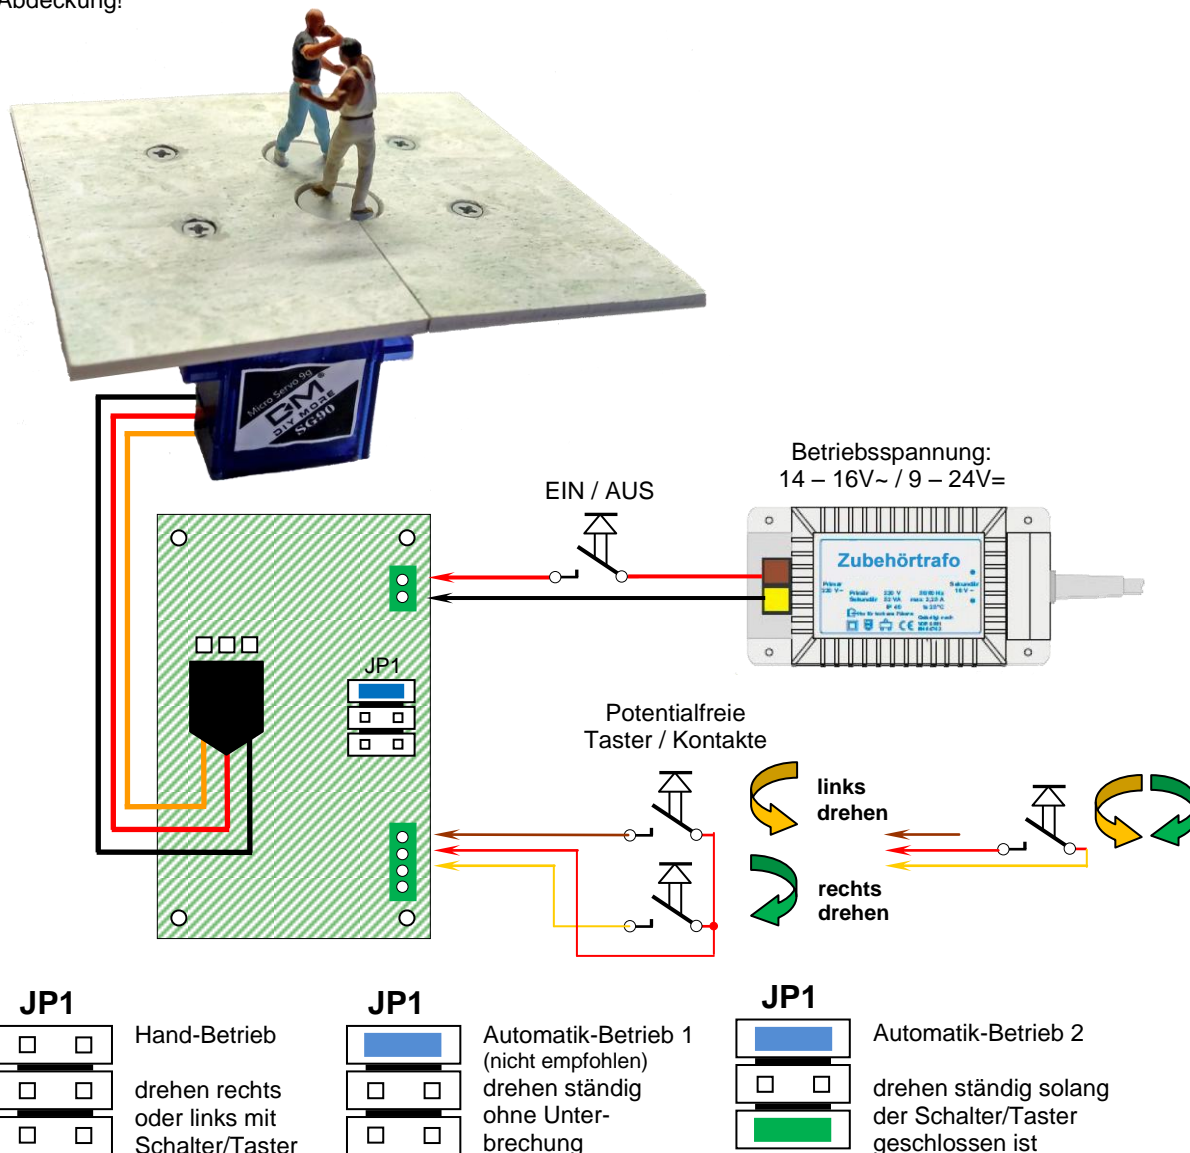 Abdeckung!
Micro Servo 9g
DIY MORE
SG90
Betriebsspannung:
14 – 16V~ / 9 – 24V=
EIN / AUS
Zubehörtrafo
Primär
Sekundär
JP1
Potentialfreie
Taster / Kontakte
links
drehen
rechts
drehen
JP1
Hand-Betrieb
drehen rechts
oder links mit
Schalter/Taster
JP1
Automatik-Betrieb 1
(nicht empfohlen)
drehen ständig
ohne Unter-
brechung
JP1
Automatik-Betrieb 2
drehen ständig solang
der Schalter/Taster
geschlossen ist